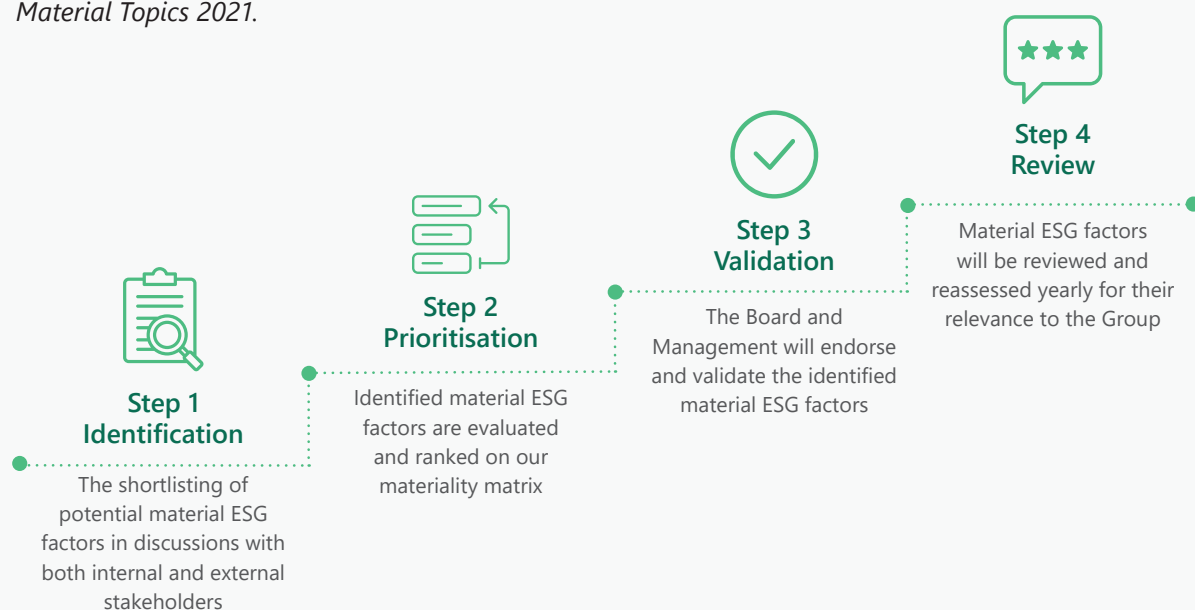 Material Topics 2021.
Step 1
Identification
The shortlisting of
potential material ESG
factors in discussions with
both internal and external
stakeholders
Step 2
Prioritisation
Identified material ESG
factors are evaluated
and ranked on our
materiality matrix
Step 3
Validation
The Board and
Management will endorse
and validate the identified
material ESG factors
Step 4
Review
Material ESG factors
will be reviewed and
reassessed yearly for their
relevance to the Group